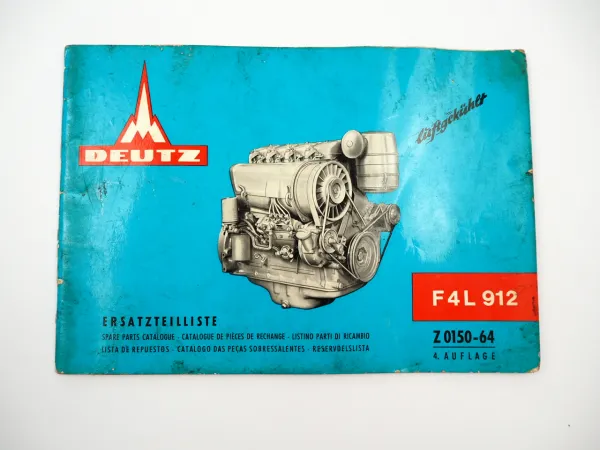 DEUTZ
luftgekühlt
F4L 912
ERSATZTEILLISTE
SPARE PARTS CATALOGUE · CATALOGUE DE PIÈCES DE RECHANGE · LISTINO PARTI DI RICAMBIO
LISTA DE REPUESTOS · CATÁLOGO DAS PEÇAS SOBRESSALENTES · RESERVDELSLISTA
Z 0150-64
4. AUFLAGE